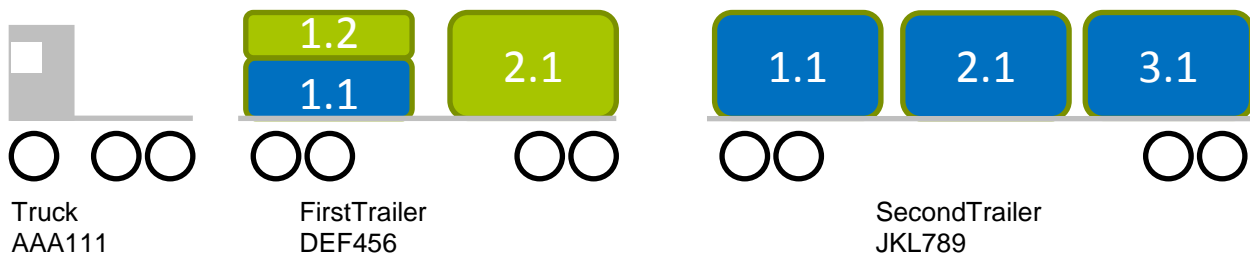 1.2
1.1
2.1
1.1
2.1
3.1
Truck
AAA111
FirstTrailer
DEF456
SecondTrailer
JKL789